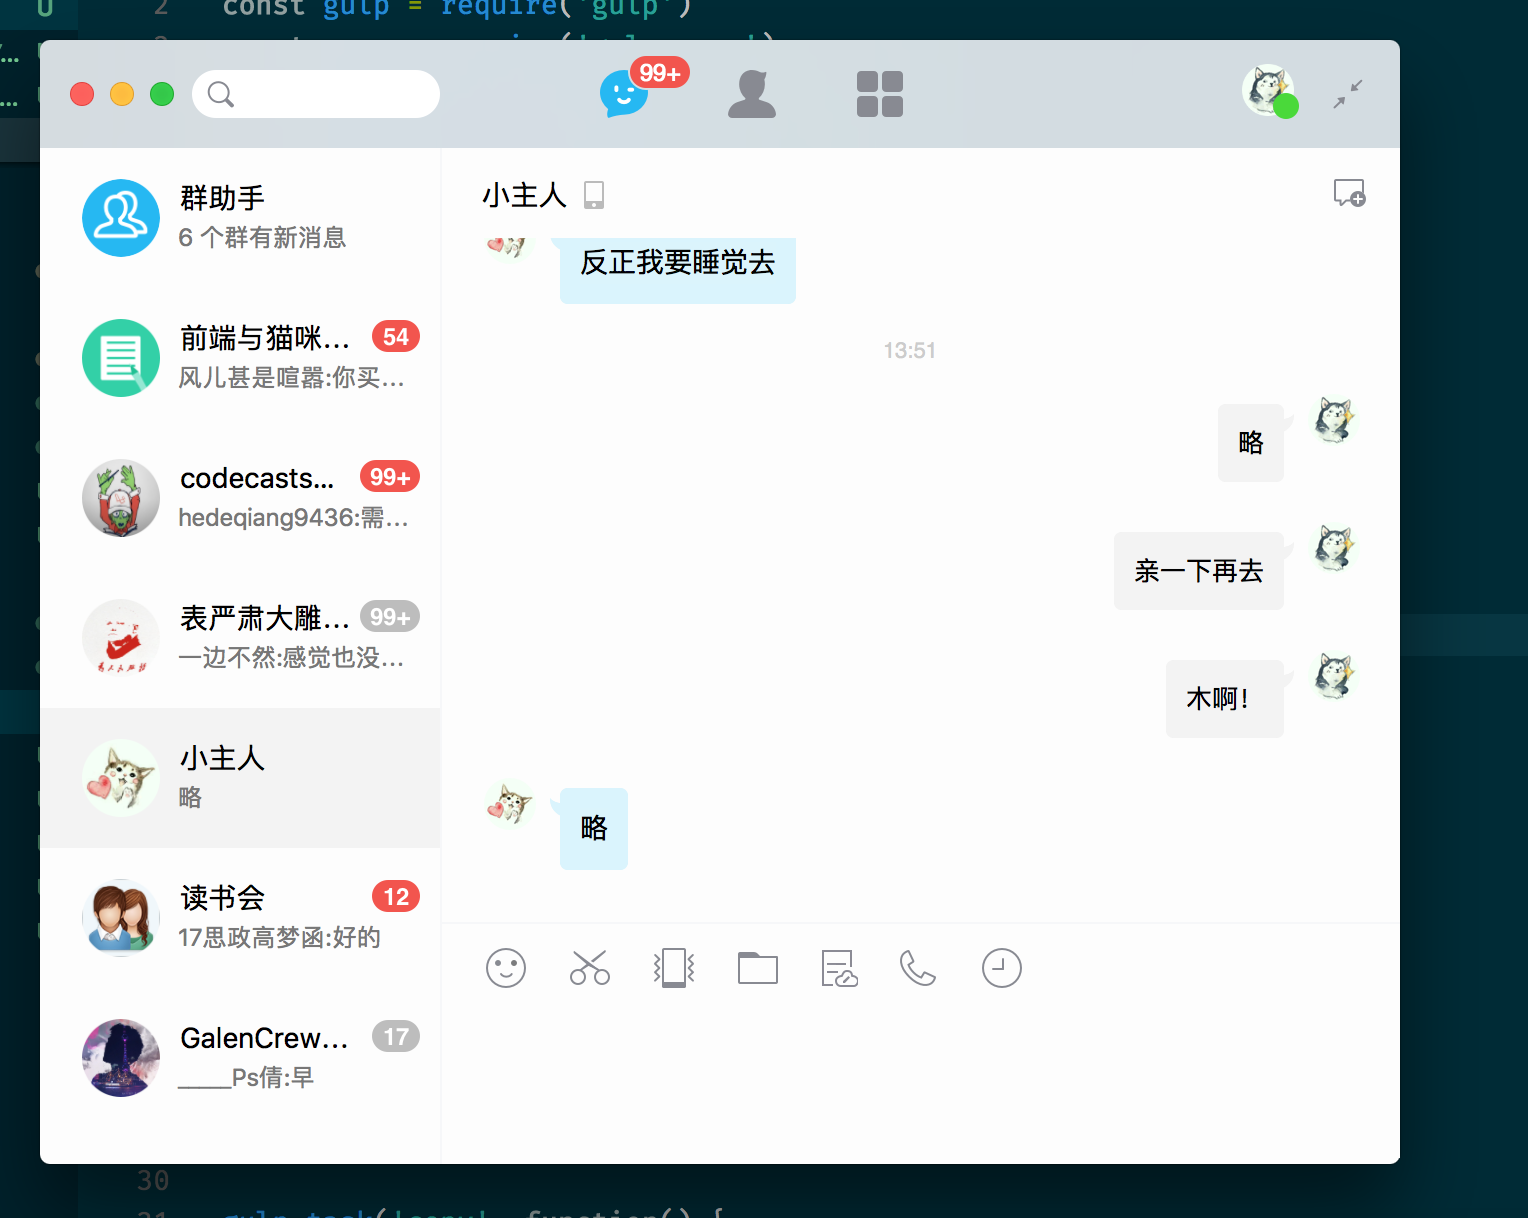 U
2 const gulp = require('gulp')
99+
群助手
6 个群有新消息
前端与猫咪... 54
风儿甚是喧嚣:你买...
codecasts... 99+
hedeqiang9436:需...
表严肃大雕... 99+
一边不然:感觉也没...
小主人
略
读书会 12
17思政高梦函:好的
GalenCrew... 17
_____Ps倩:早
小主人
反正我要睡觉去
13:51
略
亲一下再去
木啊!
略
30
31 gulp.task('copy', function() {